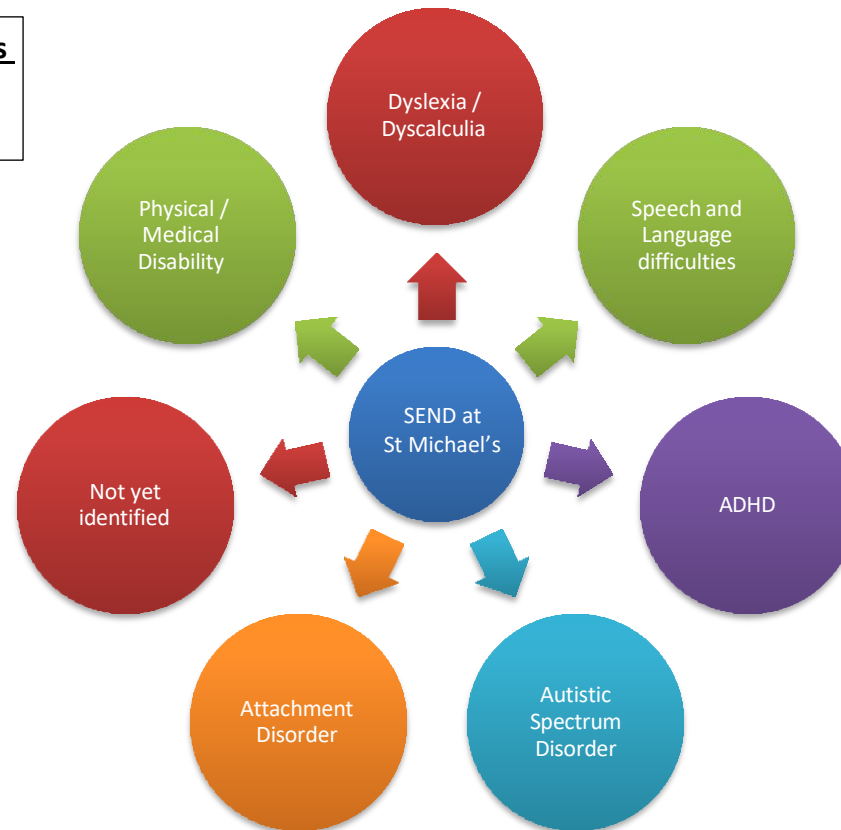 s
Dyslexia /
Dyscalculia
Physical /
Medical
Disability
Speech and
Language
difficulties
SEND at
St Michael’s
Not yet
identified
ADHD
Attachment
Disorder
Autistic
Spectrum
Disorder